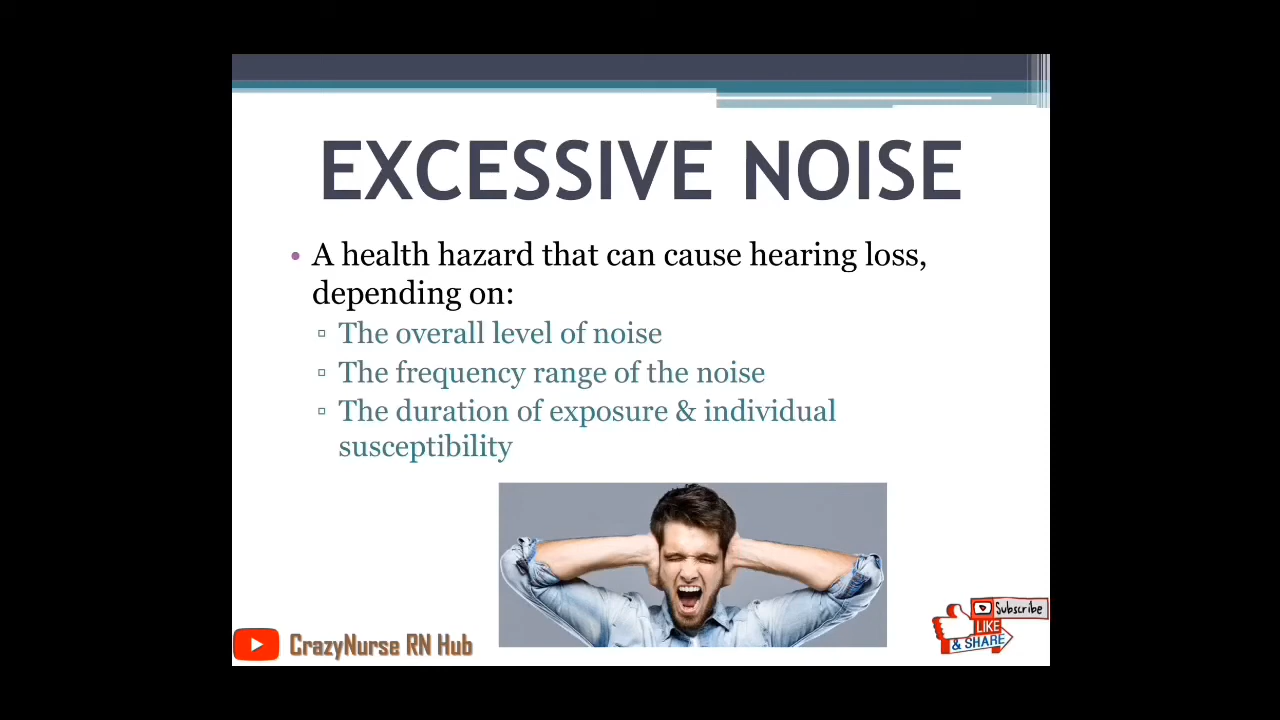 EXCESSIVE NOISE
• A health hazard that can cause hearing loss,
depending on:
▫ The overall level of noise
▫ The frequency range of the noise
▫ The duration of exposure & individual
susceptibility
Subscribe
LIKE
& SHARE
CrazyNurse RN Hub